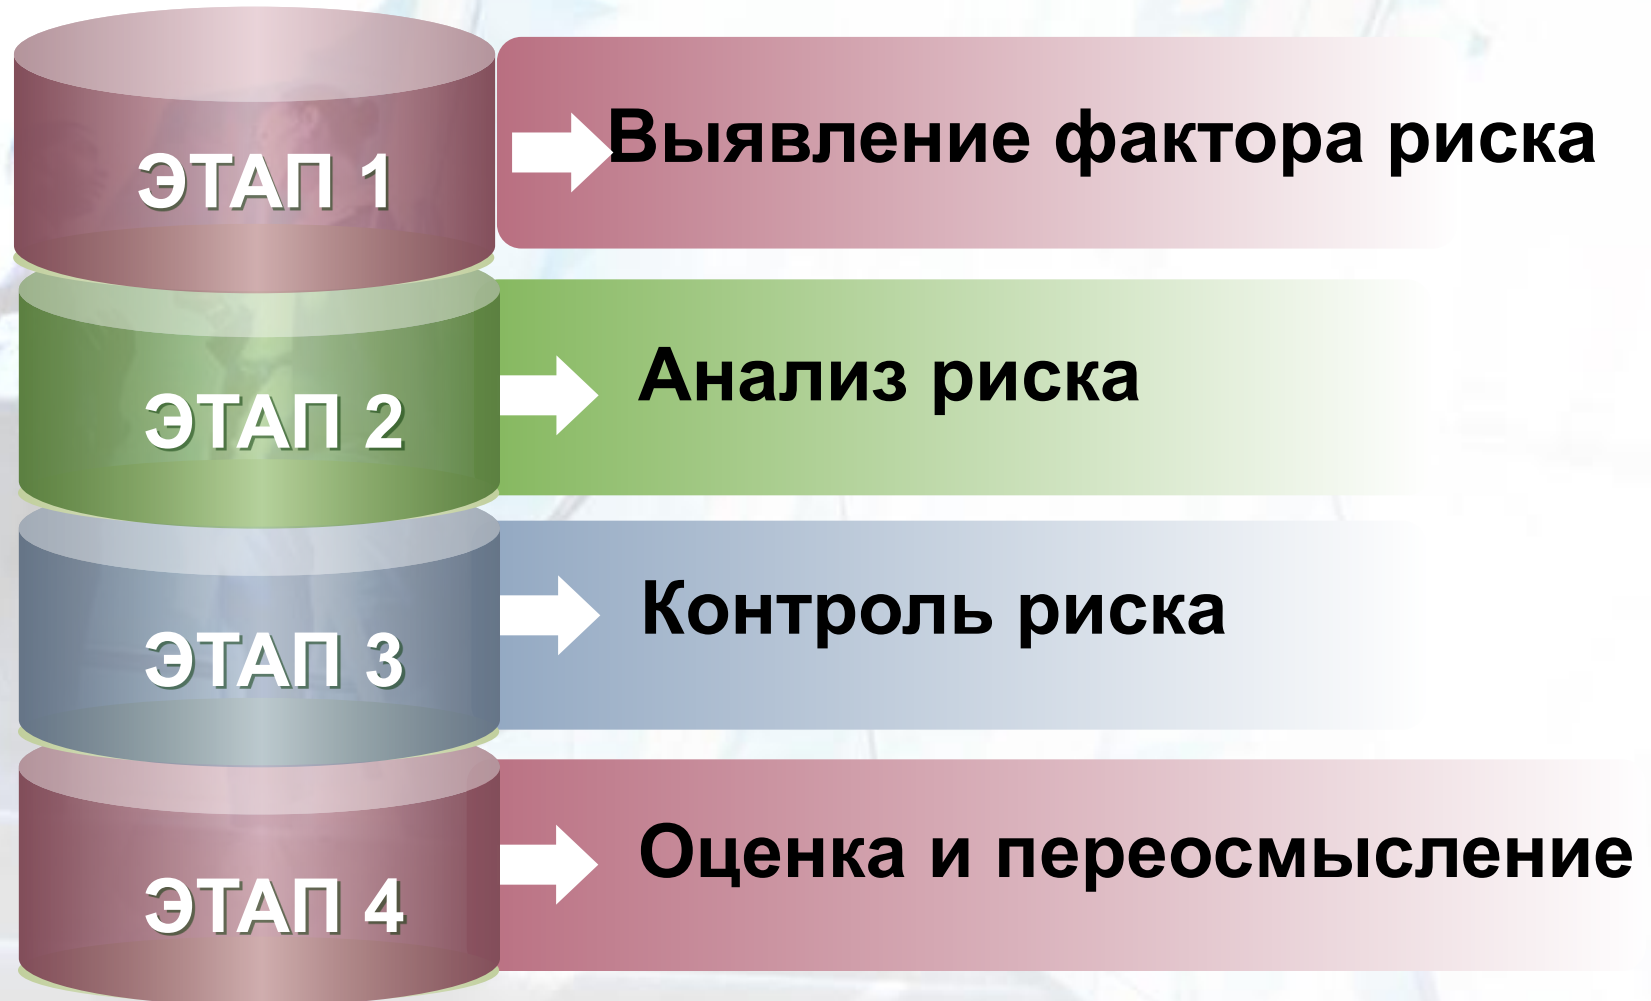 ЭТАП 1
Выявление фактора риска
ЭТАП 2
Анализ риска
ЭТАП 3
Контроль риска
ЭТАП 4
Оценка и переосмысление